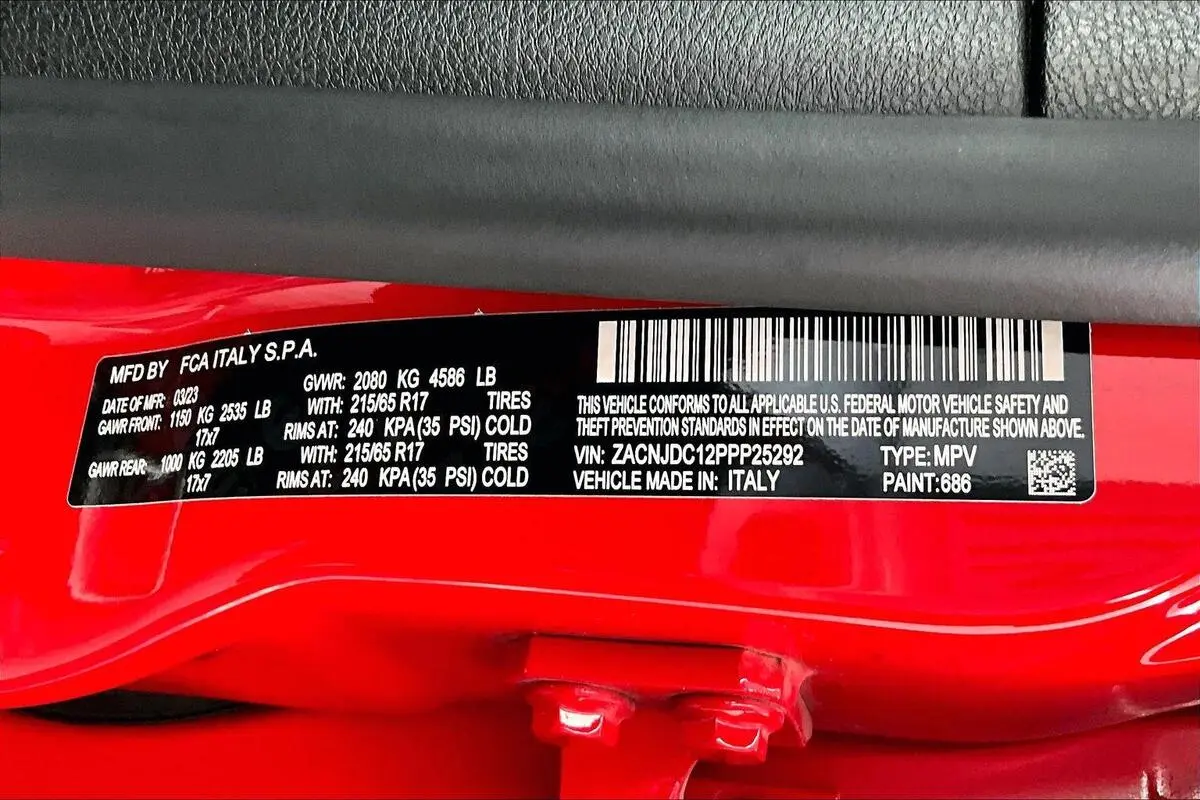 MFD BY FCA ITALY S.P.A.
DATE OF MFR: 03/23 GVWR: 2080 KG 4586 LB
GAWR FRONT: 1150 KG 2535 LB WITH: 215/65 R17 TIRES
17x7 RIMS AT: 240 KPA (35 PSI) COLD
GAWR REAR: 1000 KG 2205 LB WITH: 215/65 R17 TIRES
17x7 RIMS AT: 240 KPA (35 PSI) COLD
THIS VEHICLE CONFORMS TO ALL APPLICABLE U.S. FEDERAL MOTOR VEHICLE SAFETY AND
THEFT PREVENTION STANDARDS IN EFFECT ON THE DATE OF MANUFACTURE SHOWN ABOVE.
VIN: ZACNJDC12PPP25292 TYPE: MPV
VEHICLE MADE IN: ITALY PAINT: 686